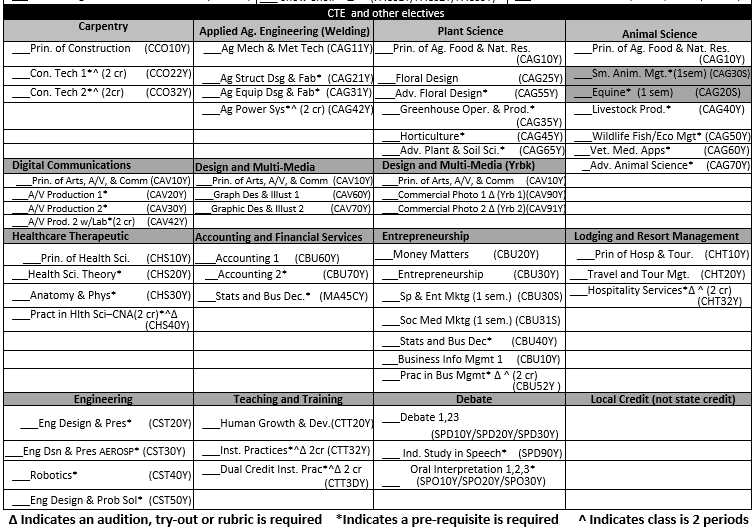 CTE and other electives
Carpentry
___Prin. of Construction (CCO10Y)
___Con. Tech 1*^ (2 cr) (CCO22Y)
___Con. Tech 2*^ (2cr) (CCO32Y)
Applied Ag. Engineering (Welding)
___Ag Mech & Met Tech (CAG11Y)
___Ag Struct Dsg & Fab* (CAG21Y)
___Ag Equip Dsg & Fab* (CAG31Y)
___Ag Power Sys*^ (2 cr) (CAG42Y)
Plant Science
___Prin. of Ag. Food & Nat. Res.
(CAG10Y)
___Floral Design (CAG25Y)
___Adv. Floral Design* (CAG55Y)
___Greenhouse Oper. & Prod.*
(CAG35Y)
___Horticulture* (CAG45Y)
___Adv. Plant & Soil Sci.* (CAG65Y)
Animal Science
___Prin. of Ag. Food & Nat. Res.
(CAG10Y)
___Sm. Anim. Mgt.*(1sem) (CAG30S)
___Equine* (1 sem) (CAG20S)
___Livestock Prod.* (CAG40Y)
___Wildlife Fish/Eco Mgt* (CAG50Y)
___Vet. Med. Apps* (CAG60Y)
__Adv. Animal Science* (CAG70Y)
Digital Communications
___Prin. of Arts, A/V, & Comm (CAV10Y)
___A/V Production 1* (CAV20Y)
___A/V Production 2* (CAV30Y)
___A/V Prod. 2 w/Lab*(2 cr) (CAV42Y)
Design and Multi-Media
___Prin. of Arts, A/V, & Comm (CAV10Y)
___Graph Des & Illust 1 (CAV60Y)
___Graphic Des & Illust 2 (CAV70Y)
Design and Multi-Media (Yrbk)
___Prin. of Arts, A/V, & Comm (CAV10Y)
___Commercial Photo 1 Δ (Yrb 1)(CAV90Y)
___Commercial Photo 2 Δ (Yrb 2)(CAV91Y)
Healthcare Therapeutic
___Prin. of Health Sci. (CHS10Y)
___Health Sci. Theory* (CHS20Y)
___Anatomy & Phys* (CHS30Y)
___Pract in Hlth Sci–CNA(2 cr)*^Δ
(CHS40Y)
Accounting and Financial Services
___Accounting 1 (CBU60Y)
___Accounting 2* (CBU70Y)
___Stats and Bus Dec.* (MA45CY)
Entrepreneurship
___Money Matters (CBU20Y)
___Entrepreneurship (CBU30Y)
___Sp & Ent Mktg (1 sem.) (CBU30S)
___Soc Med Mktg (1 sem.) (CBU31S)
___Stats and Bus Dec* (CBU40Y)
___Business Info Mgmt 1 (CBU10Y)
___Prac in Bus Mgmt* Δ ^ (2 cr)
(CBU52Y )
Lodging and Resort Management
___Prin of Hosp & Tour. (CHT10Y)
___Travel and Tour Mgt. (CHT20Y)
___Hospitality Services*Δ ^ (2 cr)
(CHT32Y)
Engineering
___Eng Design & Pres* (CST20Y)
___Eng Dsn & Pres AEROSP* (CST30Y)
___Robotics* (CST40Y)
___Eng Design & Prob Sol* (CST50Y)
Teaching and Training
___Human Growth & Dev.(CTT20Y)
___Inst. Practices*^Δ 2cr (CTT32Y)
___Dual Credit Inst. Prac*^Δ 2 cr
(CTT3DY)
Debate
___Debate 1,23
(SPD10Y/SPD20Y/SPD30Y)
___Ind. Study in Speech* (SPD90Y)
___Oral Interpretation 1,2,3*
(SPO10Y/SPO20Y/SPO30Y)
Local Credit (not state credit)
Δ Indicates an audition, try-out or rubric is required *Indicates a pre-requisite is required ^ Indicates class is 2 periods